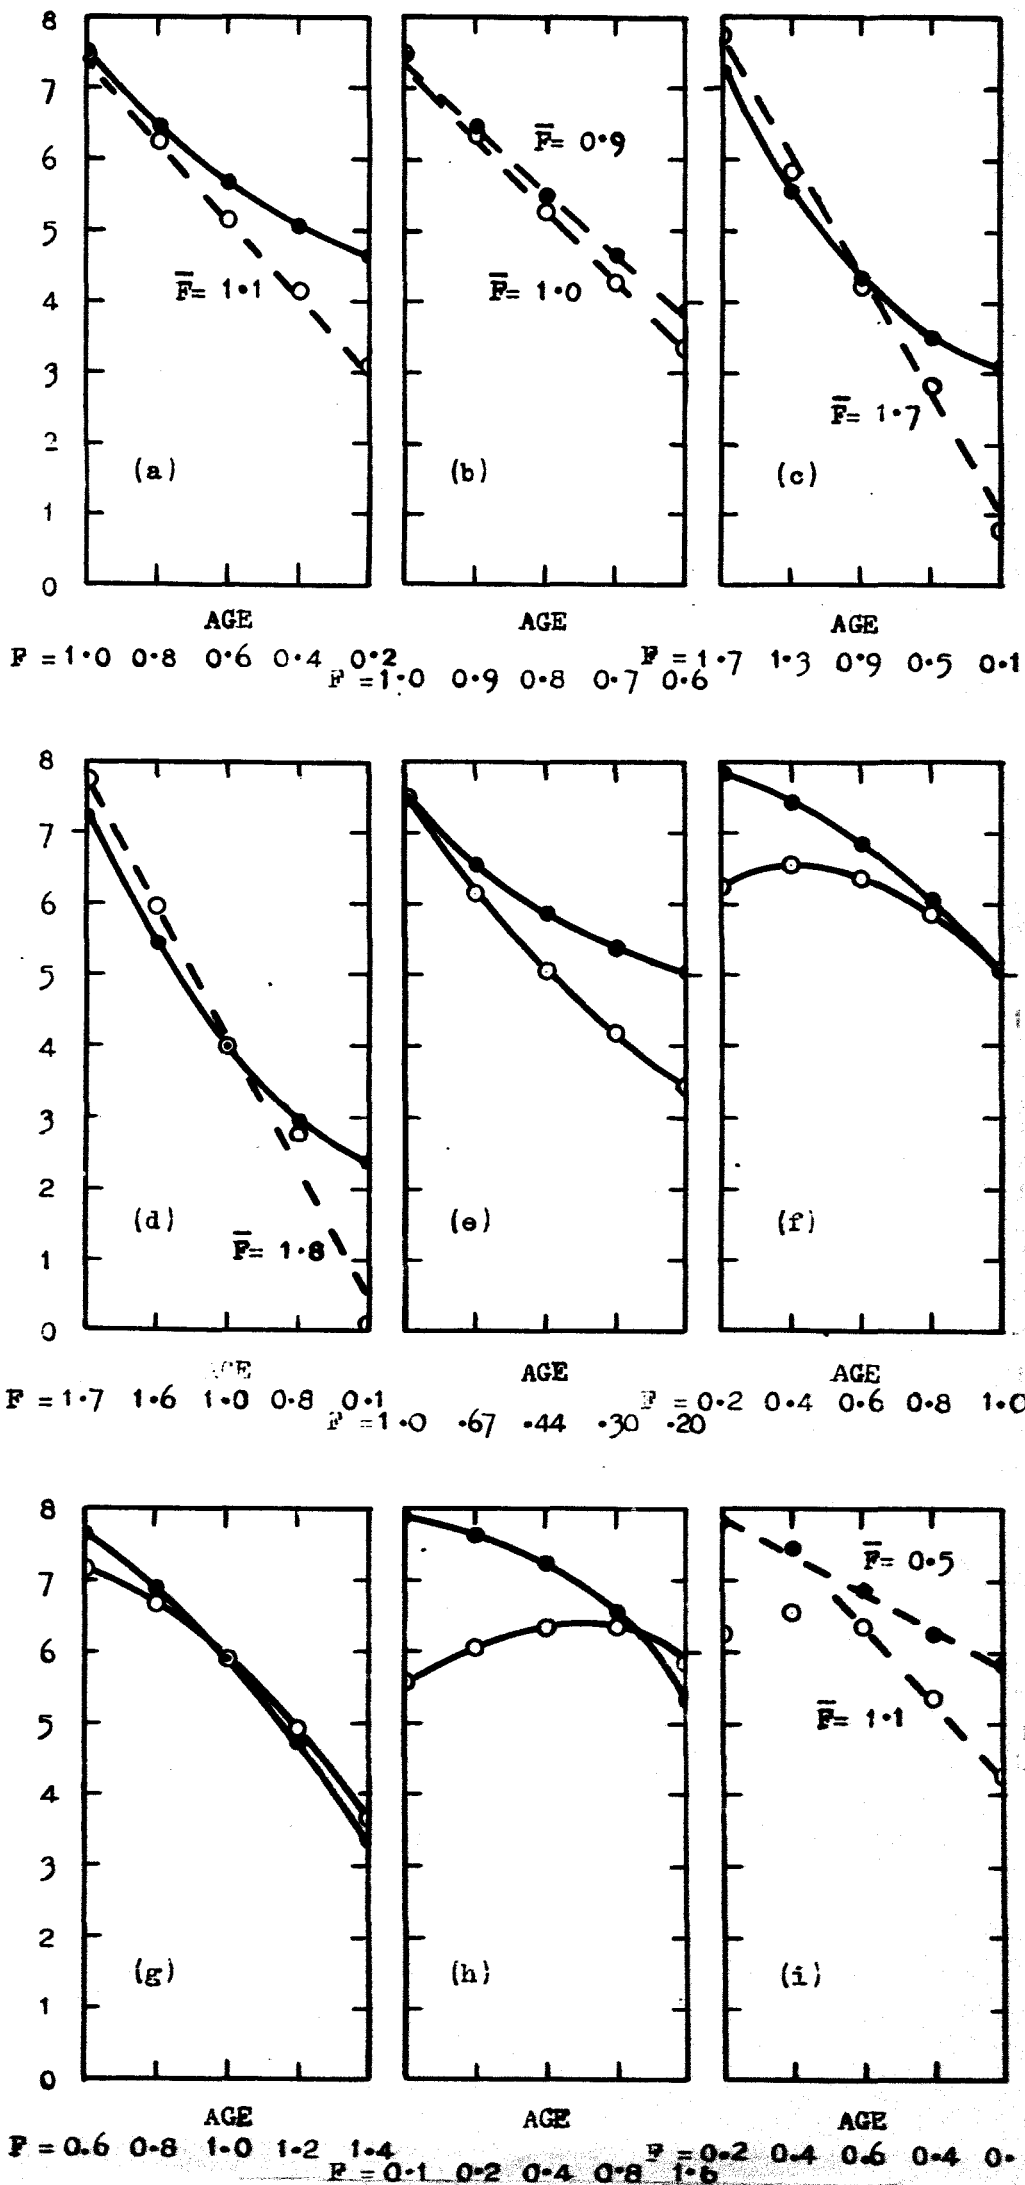 8
7
6
5
4
3
2
1
0
F̅= 1·1
(a)
F̅= 0·9
F̅= 1·0
(b)
F̅= 1·7
(c)
AGE
AGE
AGE
F =1·0 0·8 0·6 0·4 0·2
F =1·0 0·9 0·8 0·7 0·6
F =1·7 1·3 0·9 0·5 0·1
8
7
6
5
4
3
2
1
0
(d)
F̅= 1·8
(e)
(f)
AGE
AGE
AGE
F =1·7 1·6 1·0 0·8 0·1
F =1·0 ·67 ·44 ·30 ·20
F =0·2 0·4 0·6 0·8 1·0
8
7
6
5
4
3
2
1
0
(g)
(h)
F̅= 0·5
F̅= 1·1
(i)
AGE
AGE
AGE
F =0·6 0·8 1·0 1·2 1·4
F =0·1 0·2 0·4 0·8 1·6
F =0·2 0·4 0·6 0·4 0·